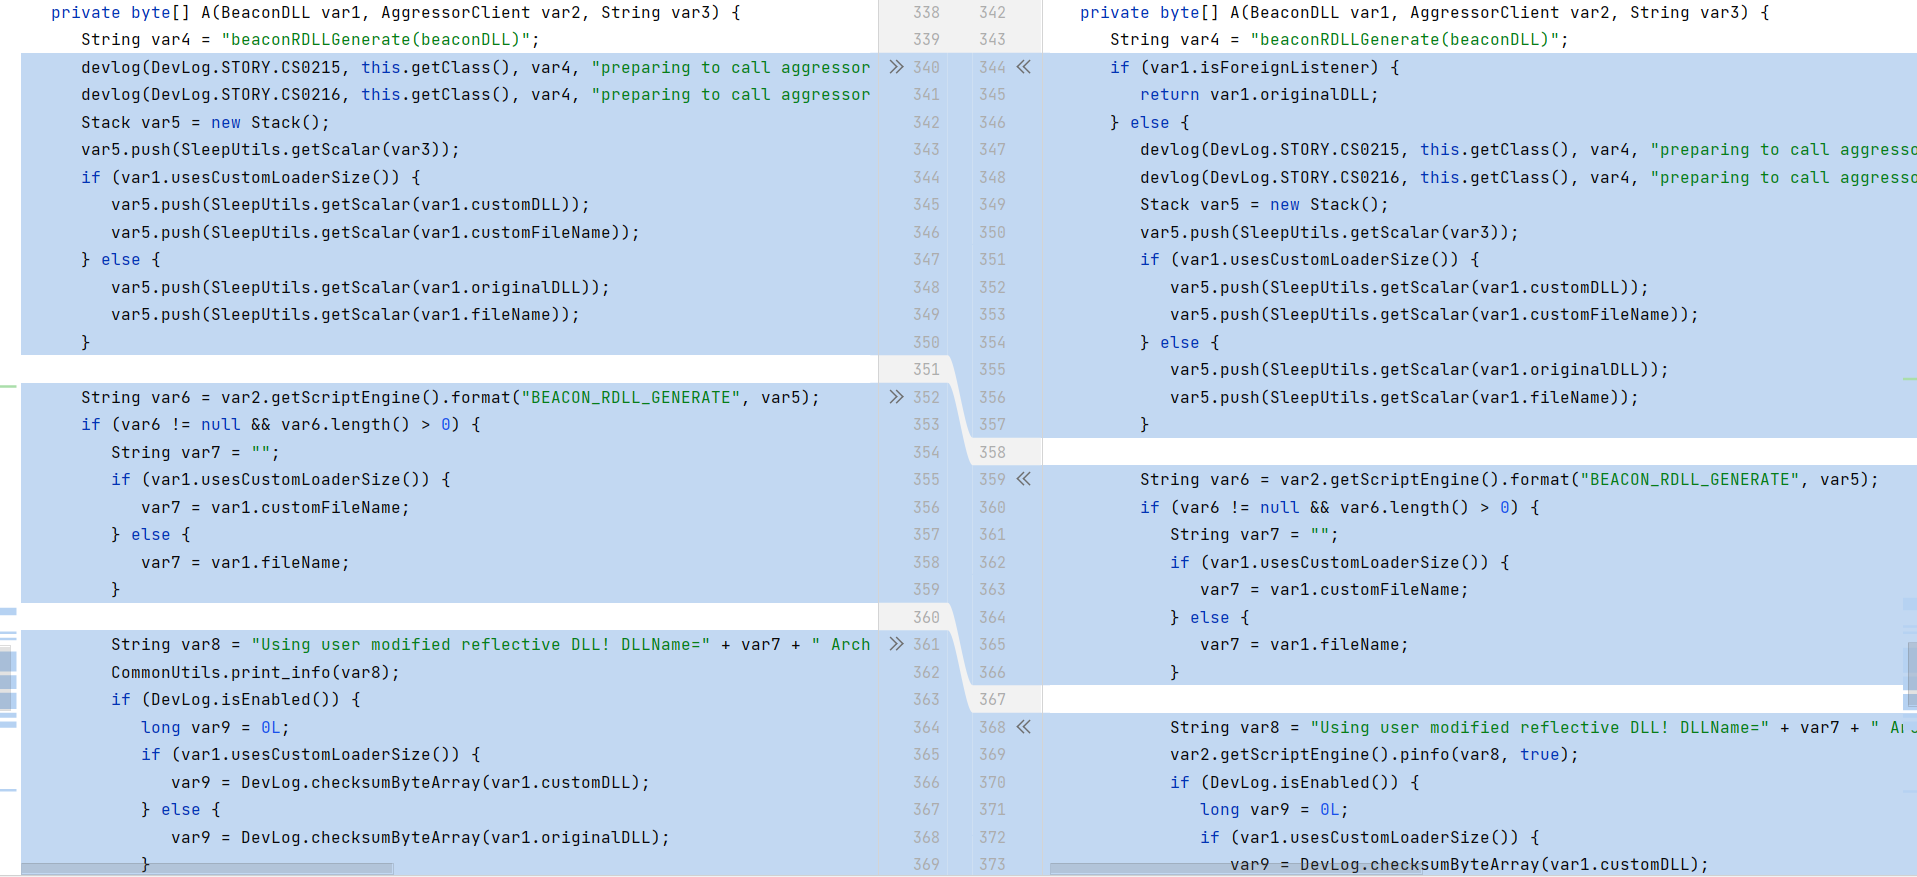 private byte[] A(BeaconDLL var1, AggressorClient var2, String var3) {
String var4 = "beaconRDLLGenerate(beaconDLL)";
devlog(DevLog.STORY.CS0215, this.getClass(), var4, "preparing to call aggressor
devlog(DevLog.STORY.CS0216, this.getClass(), var4, "preparing to call aggressor
Stack var5 = new Stack();
var5.push(SleepUtils.getScalar(var3));
if (var1.usesCustomLoaderSize()) {
var5.push(SleepUtils.getScalar(var1.customDLL));
var5.push(SleepUtils.getScalar(var1.customFileName));
} else {
var5.push(SleepUtils.getScalar(var1.originalDLL));
var5.push(SleepUtils.getScalar(var1.fileName));
}
String var6 = var2.getScriptEngine().format("BEACON_RDLL_GENERATE", var5);
if (var6 != null && var6.length() > 0) {
String var7 = "";
if (var1.usesCustomLoaderSize()) {
var7 = var1.customFileName;
} else {
var7 = var1.fileName;
}
String var8 = "Using user modified reflective DLL! DLLName=" + var7 + " Arch
CommonUtils.print_info(var8);
if (DevLog.isEnabled()) {
long var9 = 0L;
if (var1.usesCustomLoaderSize()) {
var9 = DevLog.checksumByteArray(var1.customDLL);
} else {
var9 = DevLog.checksumByteArray(var1.originalDLL);
}
338 342
339 343
340 344
341 345
342 346
343 347
344 348
345 349
346 350
347 351
348 352
349 353
350 354
351 355
352 356
353 357
354 358
355 359
356 360
357 361
358 362
359 363
360 364
361 365
362 366
363 367
364 368
365 369
366 370
367 371
368 372
369 373
private byte[] A(BeaconDLL var1, AggressorClient var2, String var3) {
String var4 = "beaconRDLLGenerate(beaconDLL)";
if (var1.isForeignListener) {
return var1.originalDLL;
} else {
devlog(DevLog.STORY.CS0215, this.getClass(), var4, "preparing to call aggresso
devlog(DevLog.STORY.CS0216, this.getClass(), var4, "preparing to call aggresso
Stack var5 = new Stack();
var5.push(SleepUtils.getScalar(var3));
if (var1.usesCustomLoaderSize()) {
var5.push(SleepUtils.getScalar(var1.customDLL));
var5.push(SleepUtils.getScalar(var1.customFileName));
} else {
var5.push(SleepUtils.getScalar(var1.originalDLL));
var5.push(SleepUtils.getScalar(var1.fileName));
}
String var6 = var2.getScriptEngine().format("BEACON_RDLL_GENERATE", var5);
if (var6 != null && var6.length() > 0) {
String var7 = "";
if (var1.usesCustomLoaderSize()) {
var7 = var1.customFileName;
} else {
var7 = var1.fileName;
}
String var8 = "Using user modified reflective DLL! DLLName=" + var7 + " Ar
var2.getScriptEngine().pinfo(var8, true);
if (DevLog.isEnabled()) {
long var9 = 0L;
if (var1.usesCustomLoaderSize()) {
var9 = DevLog.checksumByteArray(var1.customDLL);